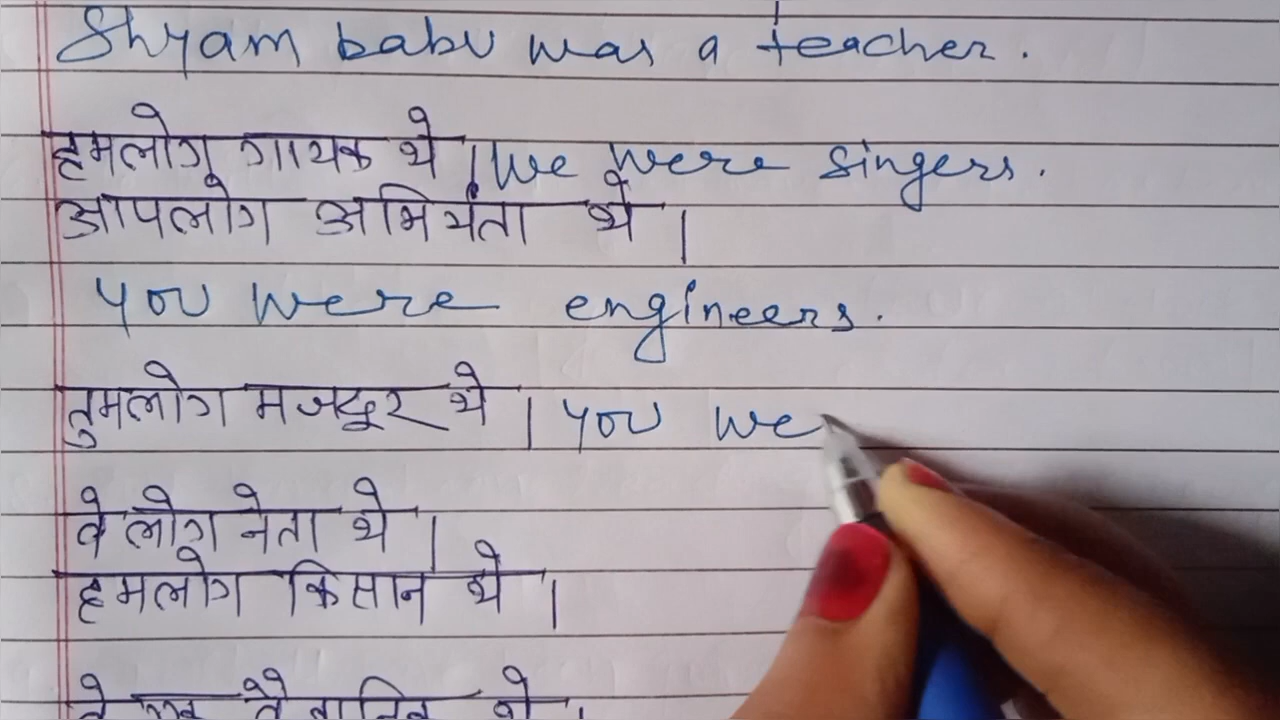 Shyam babu was a teacher.
हमलोग गायक थे । We were singers.
आपलोग अभियंता थे ।
You were engineers.
तुमलोग मजदूर थे । You we
वे लोग नेता थे ।
हमलोग किसान थे ।
थे ।